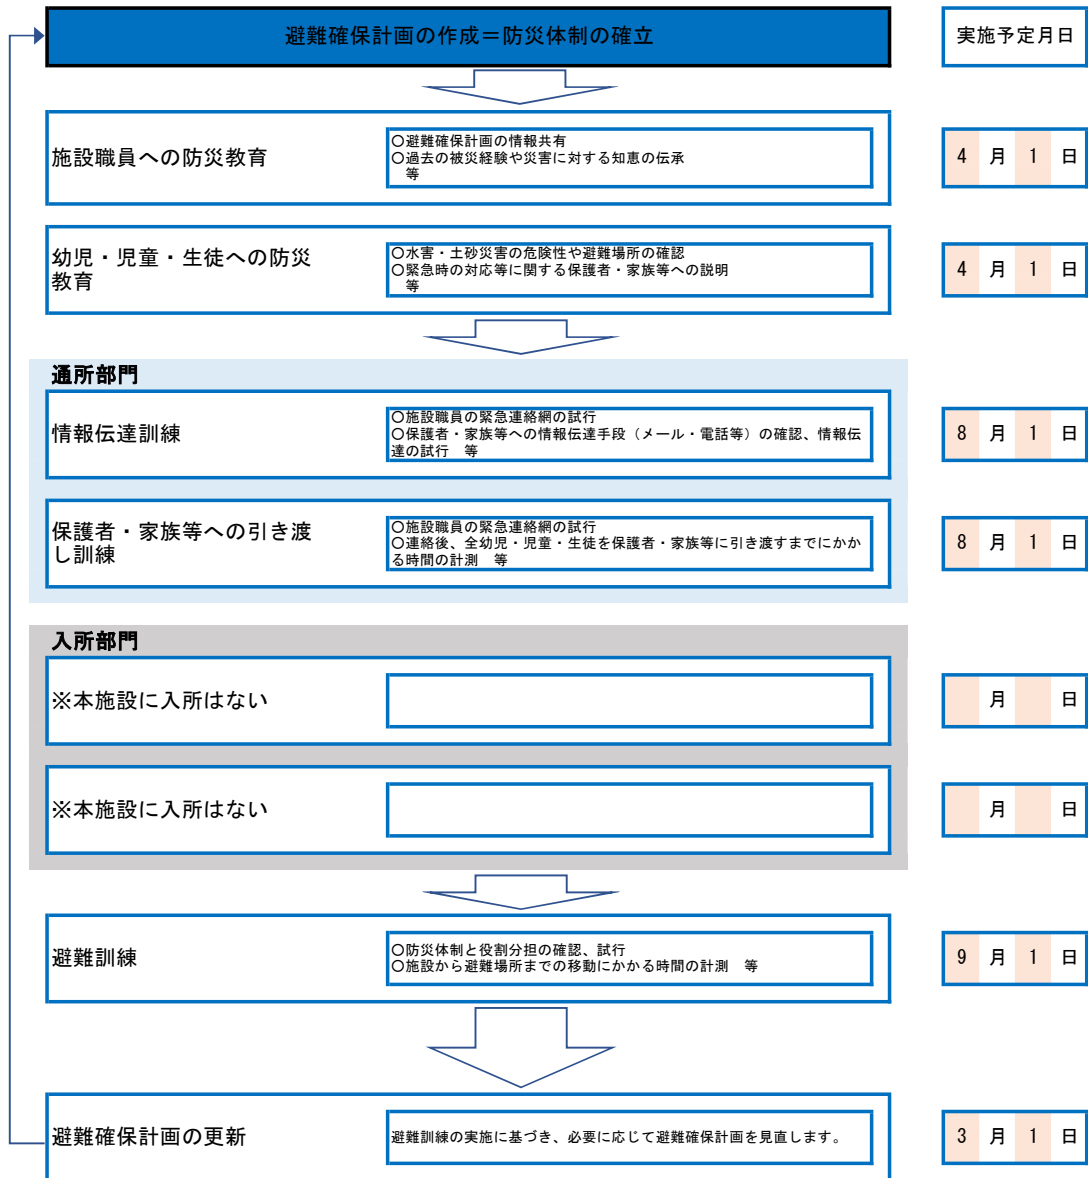 避難確保計画の作成＝防災体制の確立
実施予定月日
施設職員への防災教育
〇避難確保計画の情報共有
〇過去の被災経験や災害に対する知恵の伝承
等
4 月 1 日
幼児・児童・生徒への防災
教育
〇水害・土砂災害の危険性や避難場所の確認
〇緊急時の対応等に関する保護者・家族等への説明
等
4 月 1 日
通所部門
情報伝達訓練
〇施設職員の緊急連絡網の試行
〇保護者・家族等への情報伝達手段（メール・電話等）の確認、情報伝
達の試行　等
8 月 1 日
保護者・家族等への引き渡
し訓練
〇施設職員の緊急連絡網の試行
〇連絡後、全幼児・児童・生徒を保護者・家族等に引き渡すまでにかか
る時間の計測　等
8 月 1 日
入所部門
※本施設に入所はない
月 日
※本施設に入所はない
月 日
避難訓練
〇防災体制と役割分担の確認、試行
〇施設から避難場所までの移動にかかる時間の計測　等
9 月 1 日
避難確保計画の更新
避難訓練の実施に基づき、必要に応じて避難確保計画を見直します。
3 月 1 日